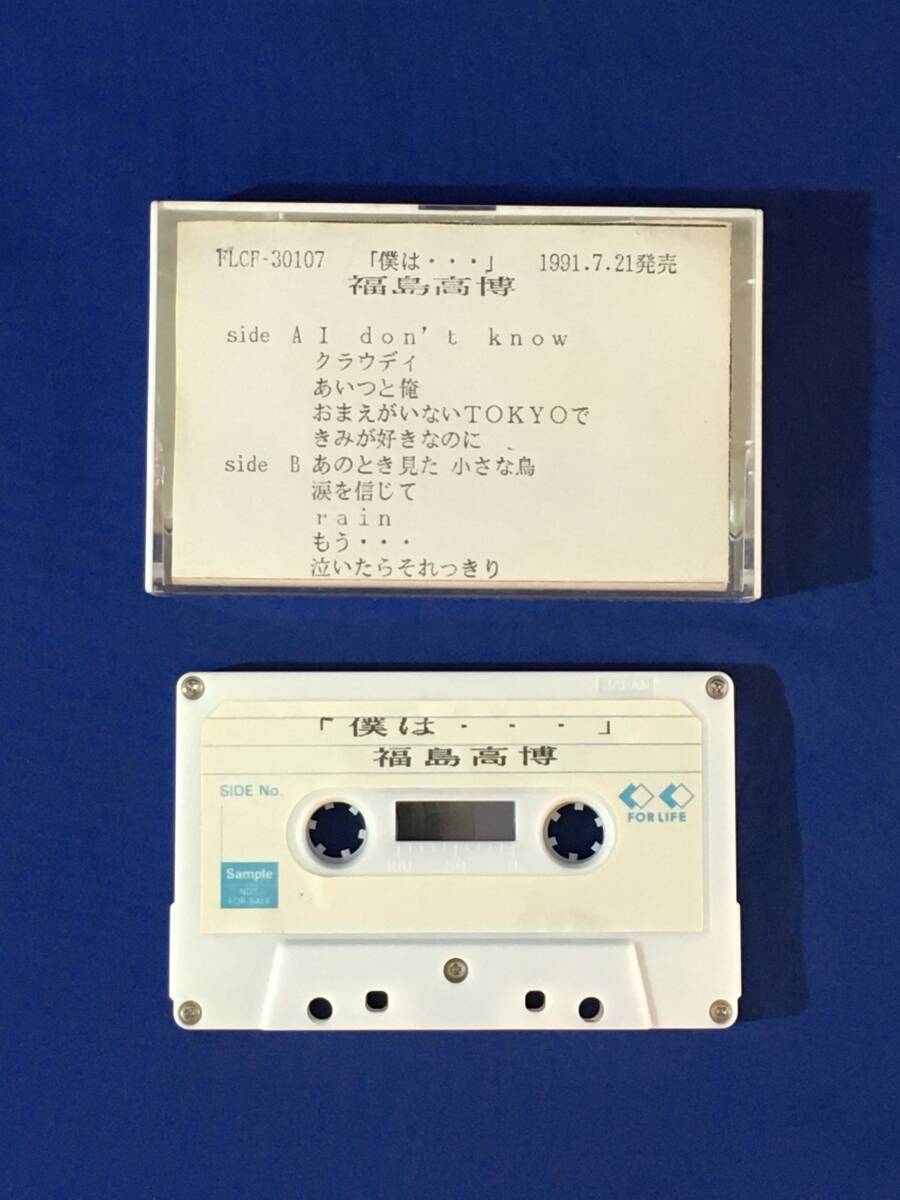 FLCF-30107 「僕は・・・」 1991.7.21発売
福島高博
side A I don't know
クラウディ
あいつと俺
おまえがいないTOKYOで
きみが好きなのに
side B あのとき見た 小さな鳥
涙を信じて
rain
もう・・・
泣いたらそれっきり
JAPAN
「僕は・・・」
福島高博
SIDE No.
FOR LIFE
Sample
NOT
FOR SALE
100 50 0